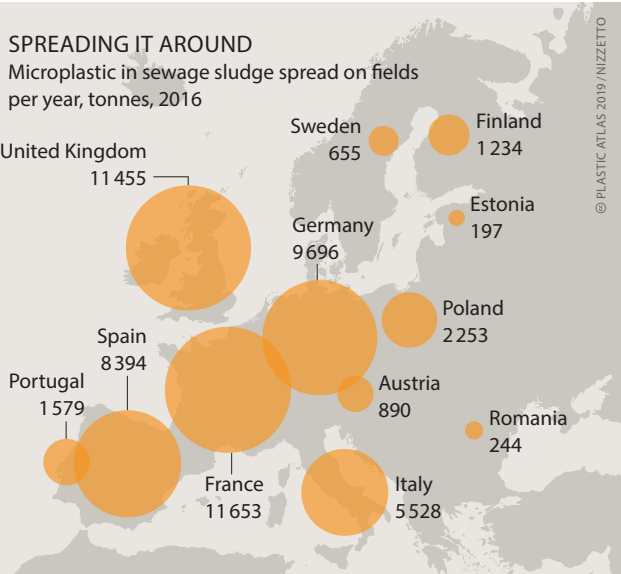 SPREADING IT AROUND
Microplastic in sewage sludge spread on fields
per year, tonnes, 2016
© PLASTIC ATLAS 2019 / NIZZETTO
Sweden
655
Finland
1 234
United Kingdom
11 455
Estonia
197
Germany
9 696
Poland
2 253
Spain
8 394
Portugal
1 579
Austria
890
Romania
244
France
11 653
Italy
5 528